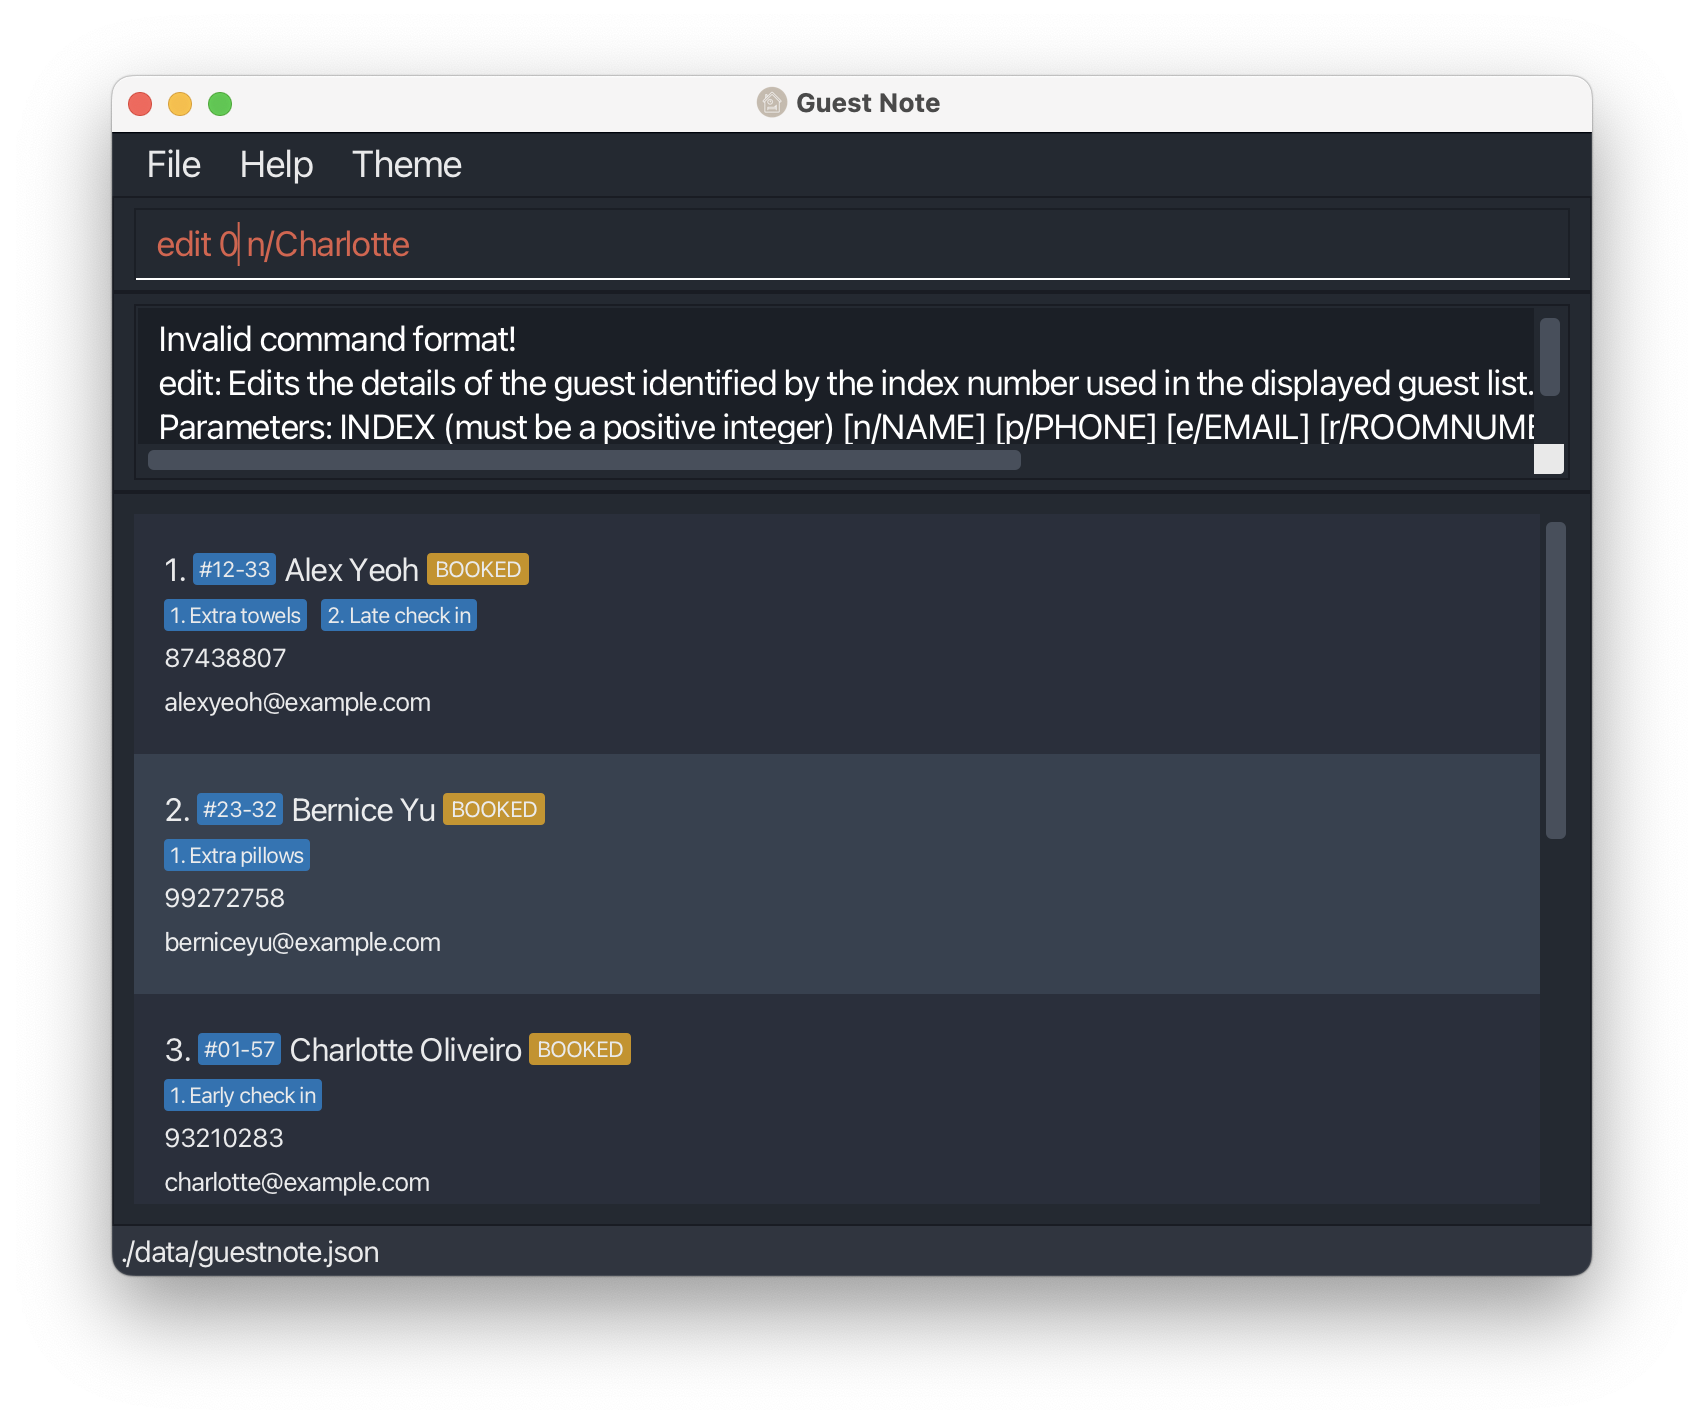 Guest Note
File Help Theme
edit 0 n/Charlotte
Invalid command format!
edit: Edits the details of the guest identified by the index number used in the displayed guest list.
Parameters: INDEX (must be a positive integer) [n/NAME] [p/PHONE] [e/EMAIL] [r/ROOMNUME
1. #12-33 Alex Yeoh BOOKED
1. Extra towels 2. Late check in
87438807
alexyeoh@example.com
2. #23-32 Bernice Yu BOOKED
1. Extra pillows
99272758
berniceyu@example.com
3. #01-57 Charlotte Oliveiro BOOKED
1. Early check in
93210283
charlotte@example.com
./data/guestnote.json